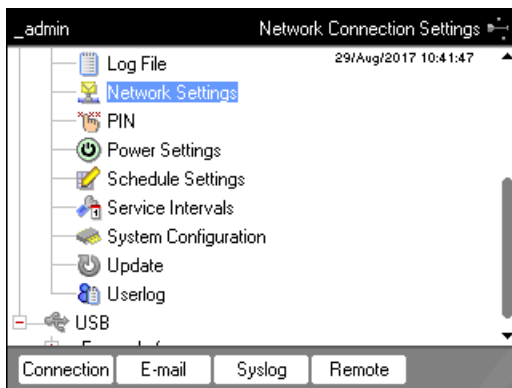 _admin Network Connection Settings
29/Aug/2017 10:41:47
Log File
Network Settings
PIN
Power Settings
Schedule Settings
Service Intervals
System Configuration
Update
Userlog
USB
Connection E-mail Syslog Remote